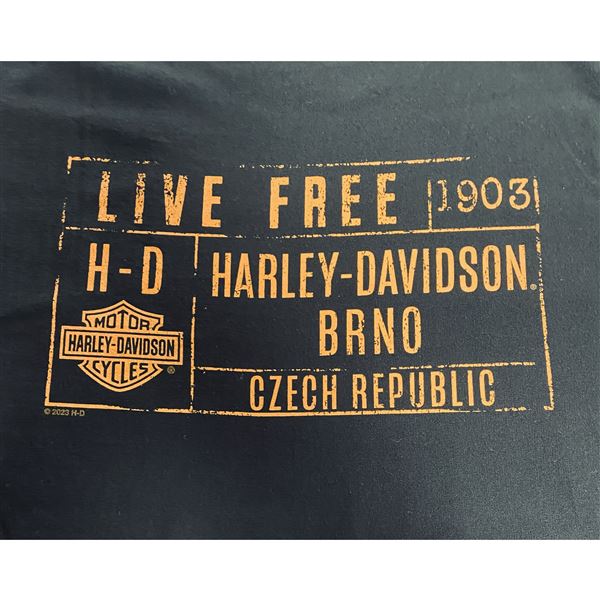 LIVE FREE 1903
H-D
HARLEY-DAVIDSON®
BRNO
MOTOR
HARLEY-DAVIDSON
CYCLES®
CZECH REPUBLIC
© 2023 H-D